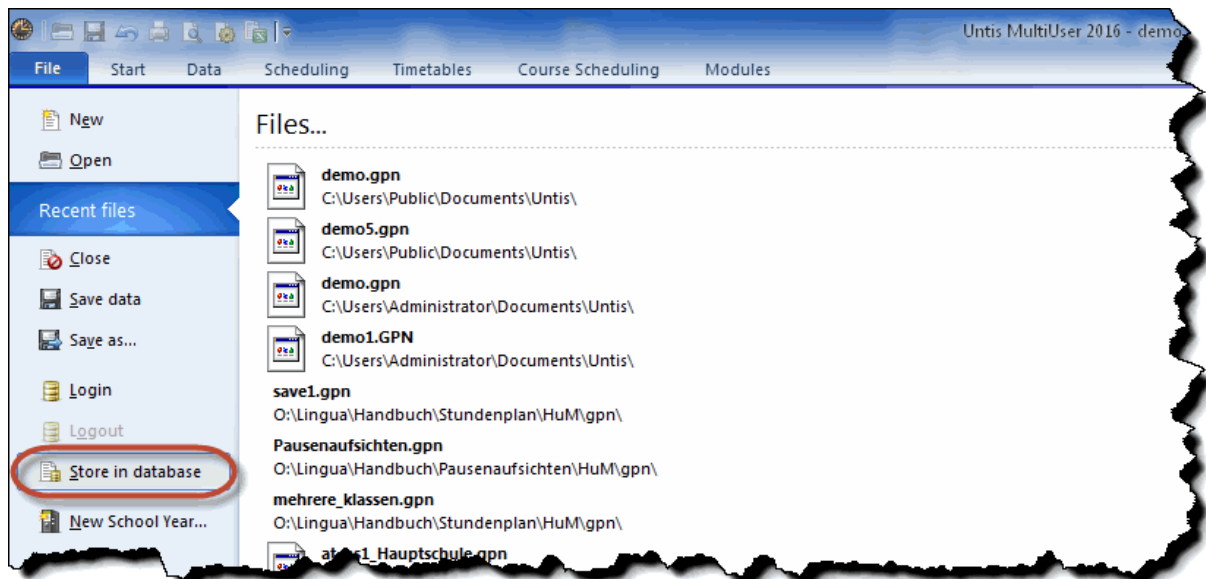 Untis MultiUser 2016 - demo
File Start Data Scheduling Timetables Course Scheduling Modules
New
Open
Recent files
Close
Save data
Save as...
Login
Logout
Store in database
New School Year...
Files...
demo.gpn
C:\Users\Public\Documents\Untis\
demo5.gpn
C:\Users\Public\Documents\Untis\
demo.gpn
C:\Users\Administrator\Documents\Untis\
demo1.GPN
C:\Users\Administrator\Documents\Untis\
save1.gpn
O:\Lingua\Handbuch\Stundenplan\HuM\gpn\
Pausenaufsichten.gpn
O:\Lingua\Handbuch\Pausenaufsichten\HuM\gpn\
mehrere_klassen.gpn
O:\Lingua\Handbuch\Stundenplan\HuM\gpn\